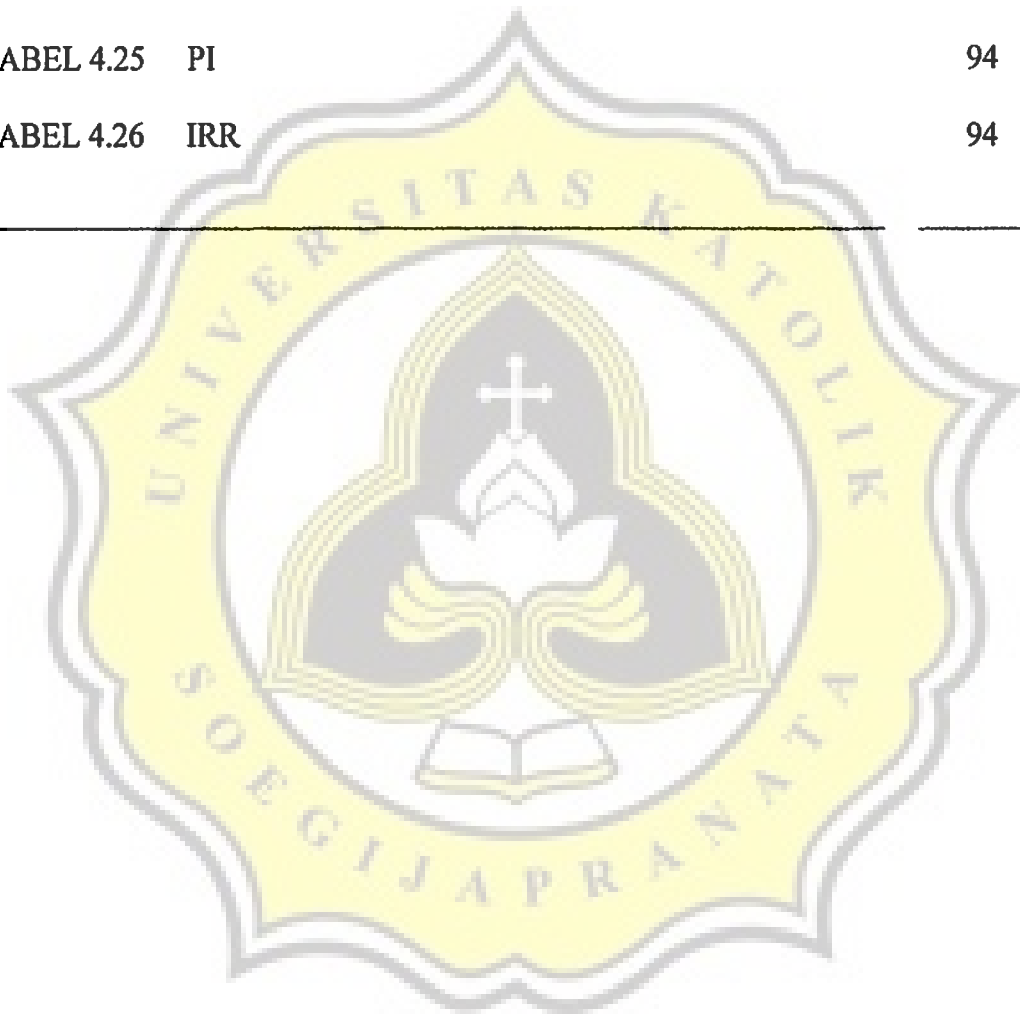 ABEL 4.25 PI 94
ABEL 4.26 IRR 94
UNIVERSITAS KATOLIK
SOEGIJAPRANATA